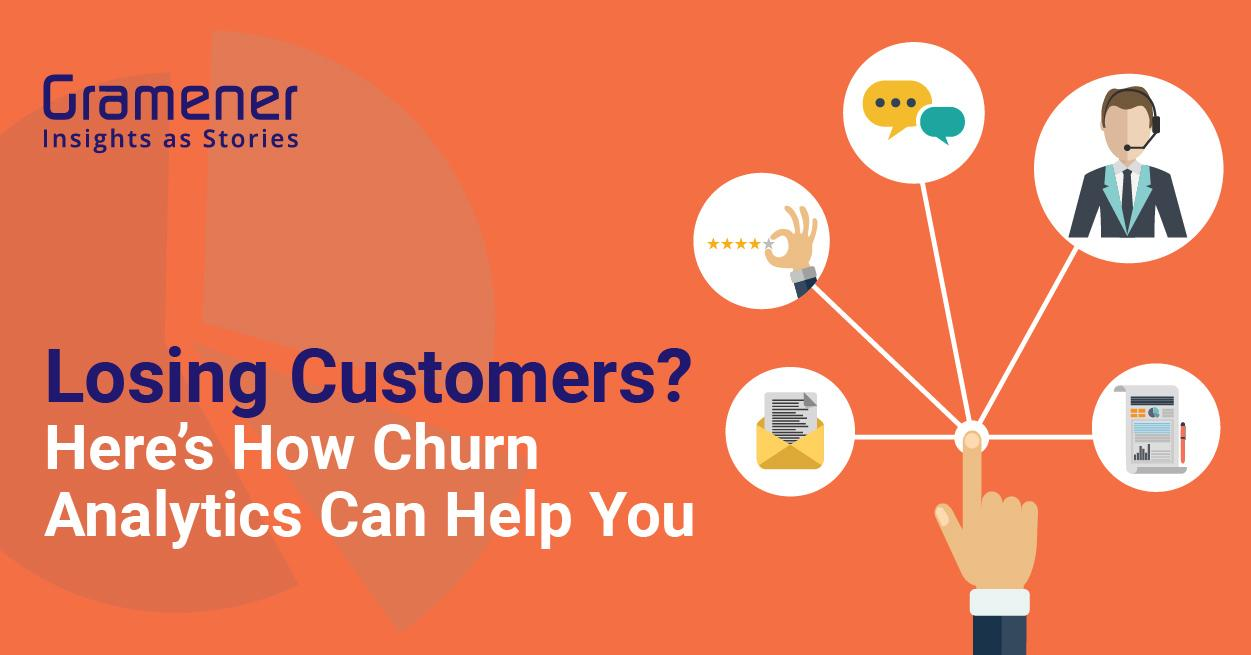 Gramener
Insights as Stories
Losing Customers?
Here’s How Churn
Analytics Can Help You